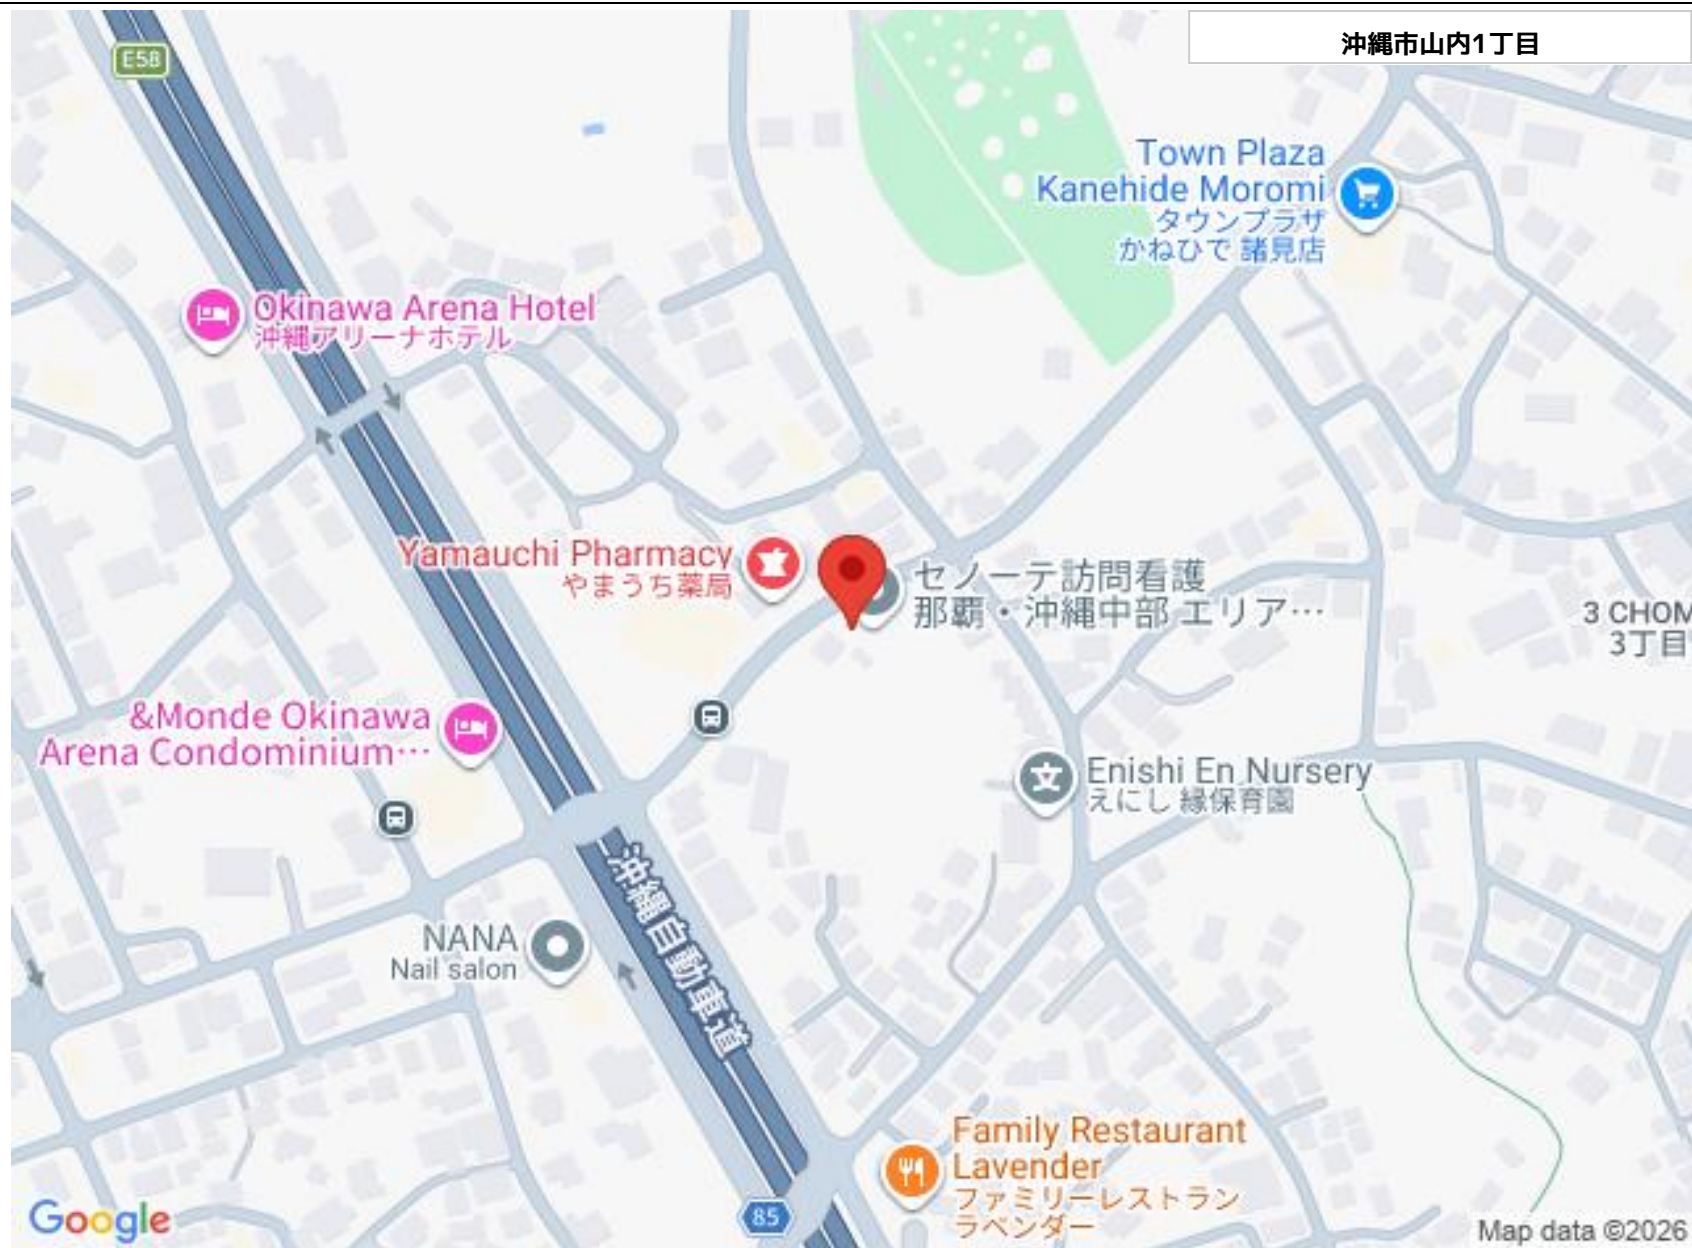 沖縄市山内1丁目
E58
Town Plaza
Kanehide Moromi
タウンプラザ
かねひで 諸見店
Okinawa Arena Hotel
沖縄アリーナホテル
Yamauchi Pharmacy
やまうち薬局
セノーテ訪問看護
那覇・沖縄中部 エリア…
3 CHOM
3丁目
&Monde Okinawa
Arena Condominium…
Enishi En Nursery
えにし 縁保育園
沖縄自動車道
NANA
Nail salon
Family Restaurant
Lavender
ファミリーレストラン
ラベンダー
85
Google
Map data ©2026